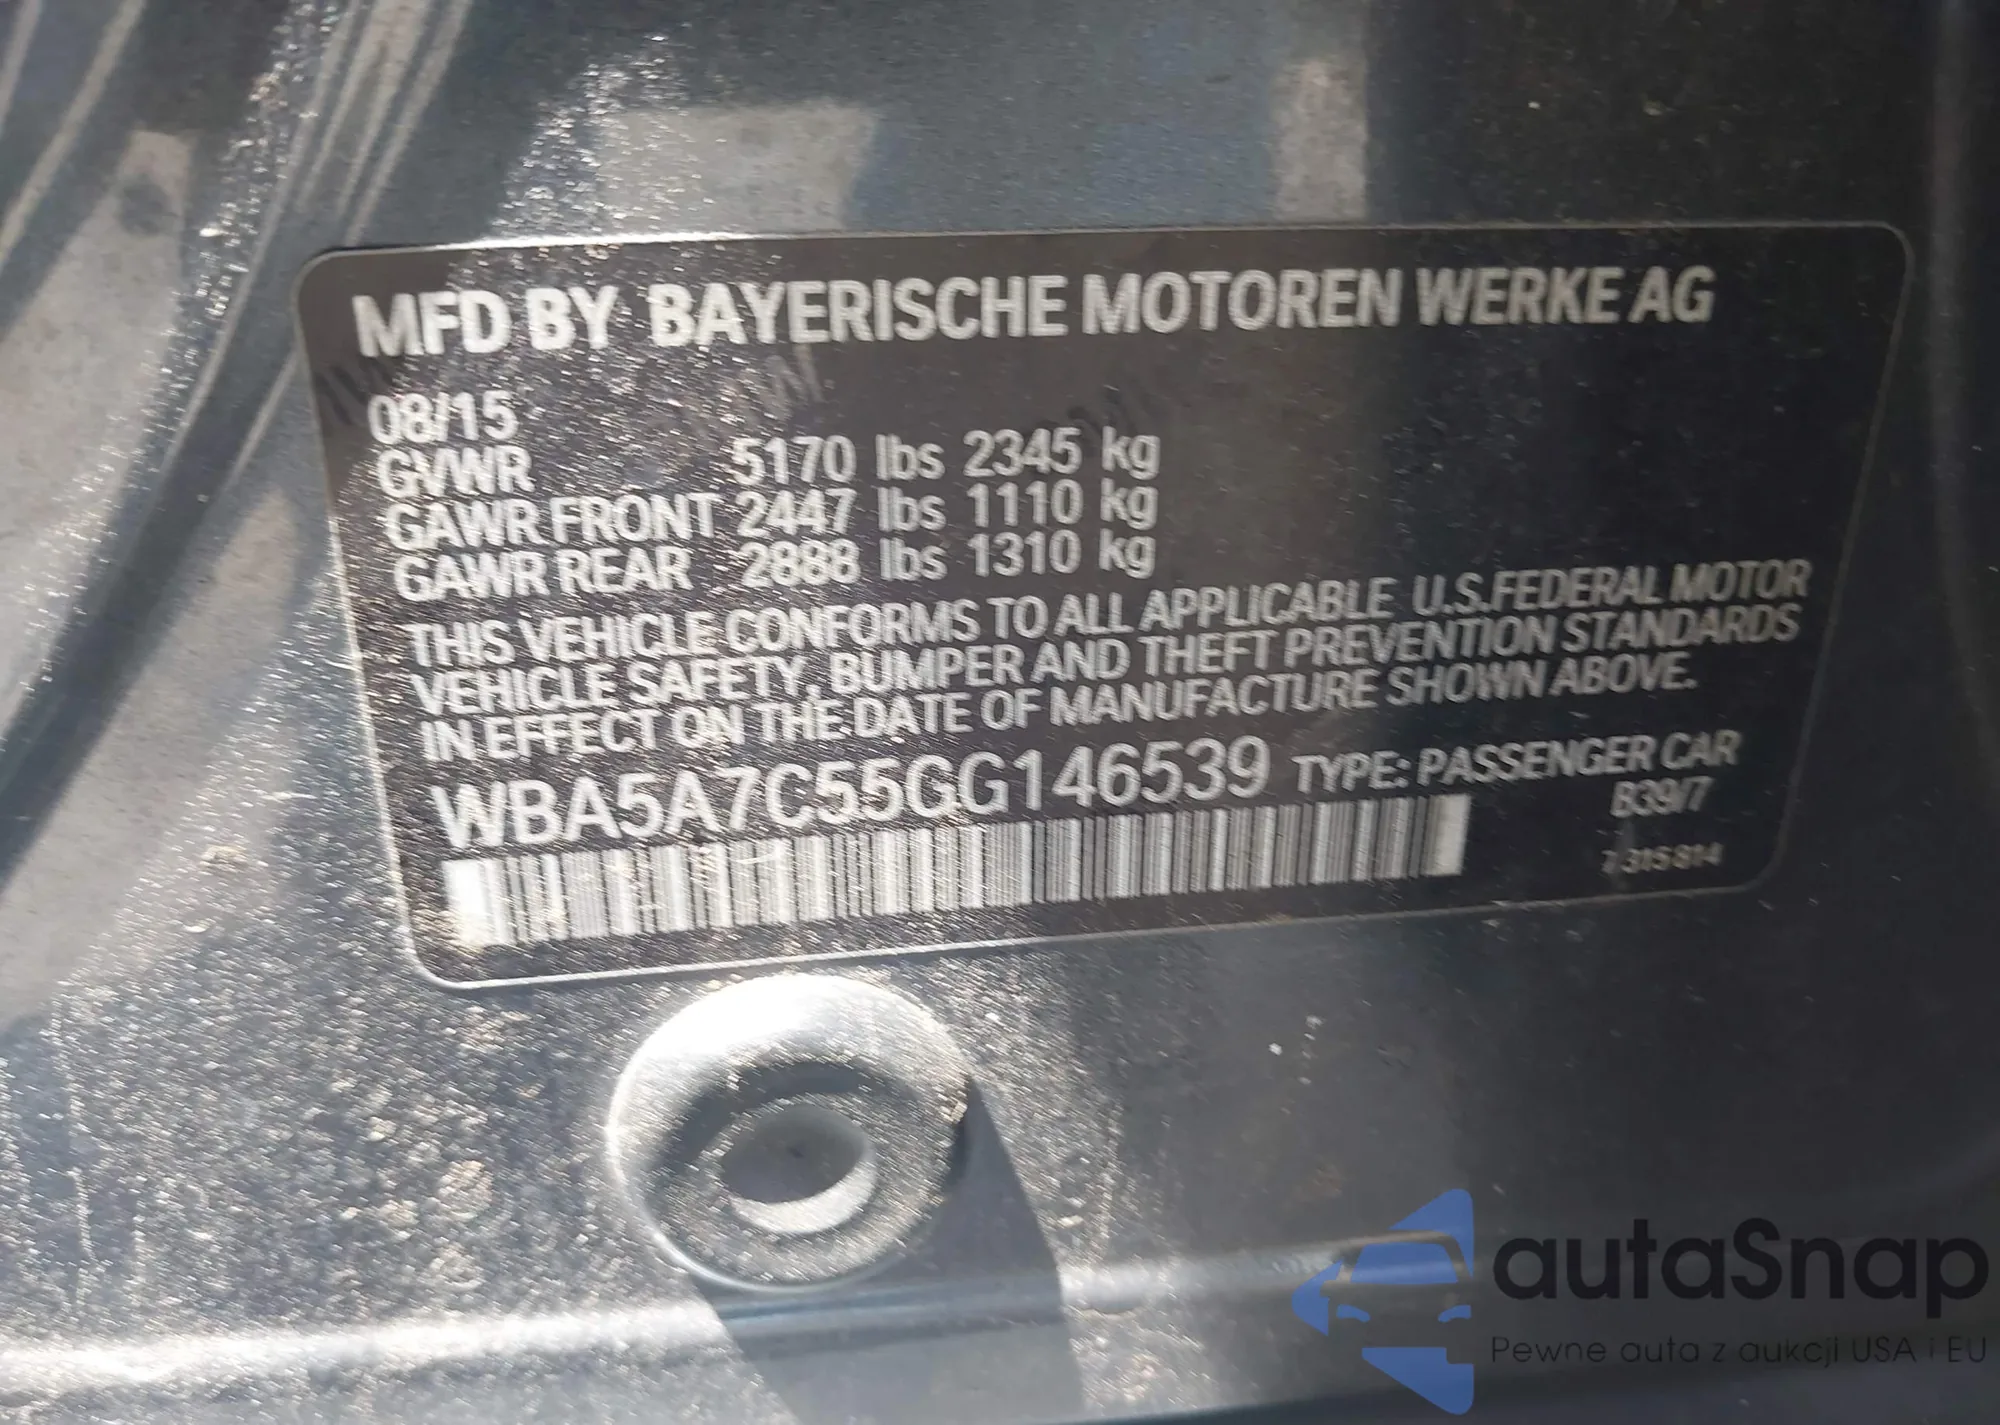 MFD BY BAYERISCHE MOTOREN WERKE AG
08/15
GVWR 5170 lbs 2345 kg
GAWR FRONT 2447 lbs 1110 kg
GAWR REAR 2888 lbs 1310 kg
THIS VEHICLE CONFORMS TO ALL APPLICABLE U.S.FEDERAL MOTOR
VEHICLE SAFETY, BUMPER AND THEFT PREVENTION STANDARDS
IN EFFECT ON THE DATE OF MANUFACTURE SHOWN ABOVE.
WBA5A7C55GG146539 TYPE: PASSENGER CAR
B39/7
7 315 814
autaSnap
Pewne auta z aukcji USA i EU